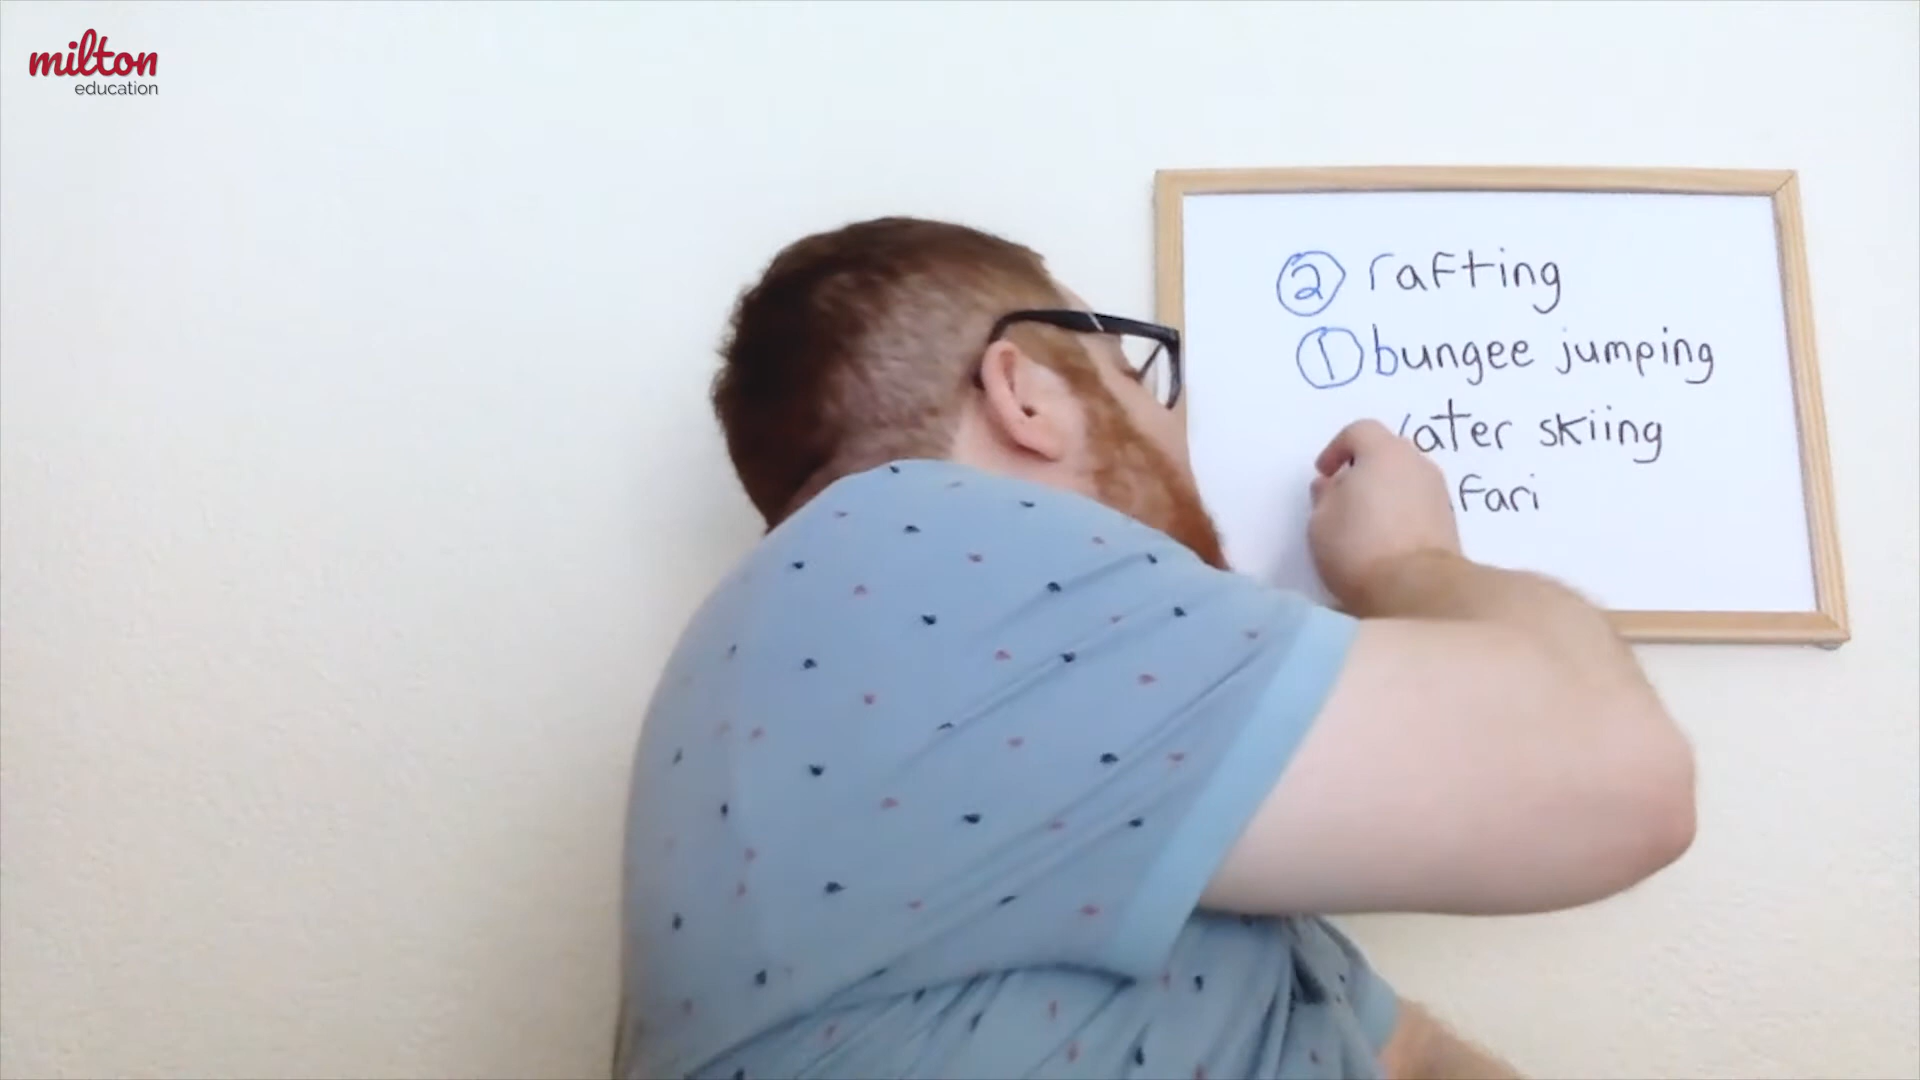 milton
education
② rafting
① bungee jumping
ater skiing
fari